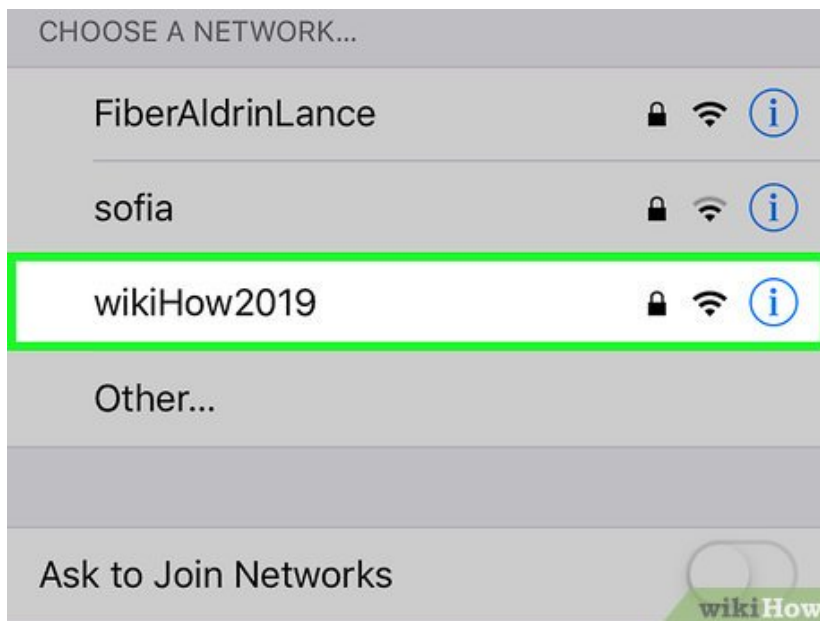 CHOOSE A NETWORK...
FiberAldrinLance
sofia
wikiHow2019
Other...
Ask to Join Networks
wikiHow